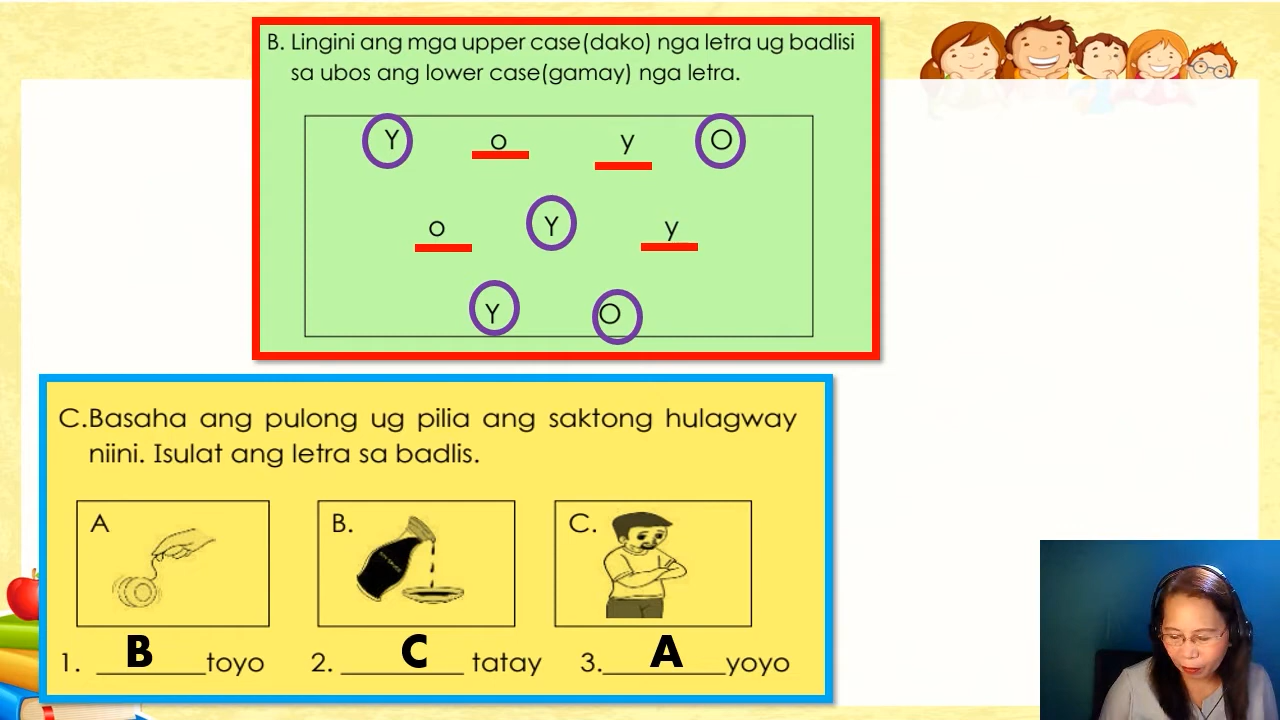 B. Lingini ang mga upper case(dako) nga letra ug badlisi
sa ubos ang lower case(gamay) nga letra.
Y o y O
o Y y
Y O
C.Basaha ang pulong ug pilia ang saktong hulagway
niini. Isulat ang letra sa badlis.
A B. C.
1. B toyo 2. C tatay 3. A yoyo